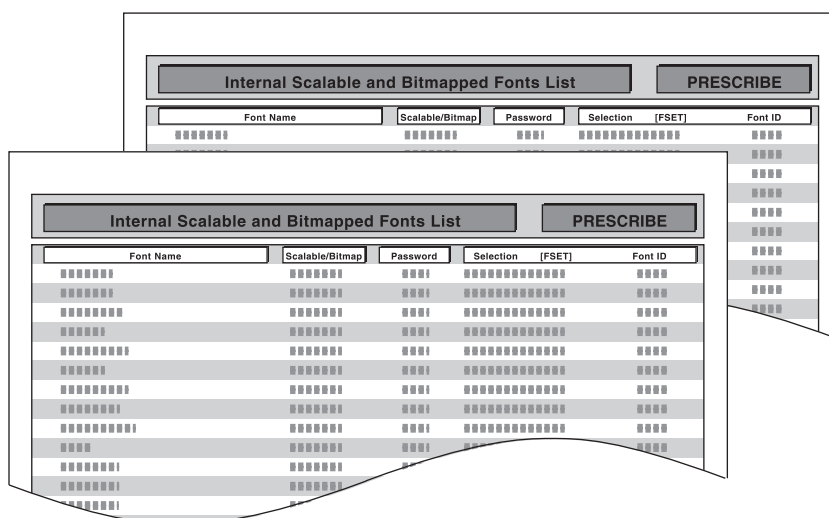 Internal Scalable and Bitmapped Fonts List PRESCRIBE
Font Name Scalable/Bitmap Password Selection [FSET] Font ID
Internal Scalable and Bitmapped Fonts List PRESCRIBE
Font Name Scalable/Bitmap Password Selection [FSET] Font ID